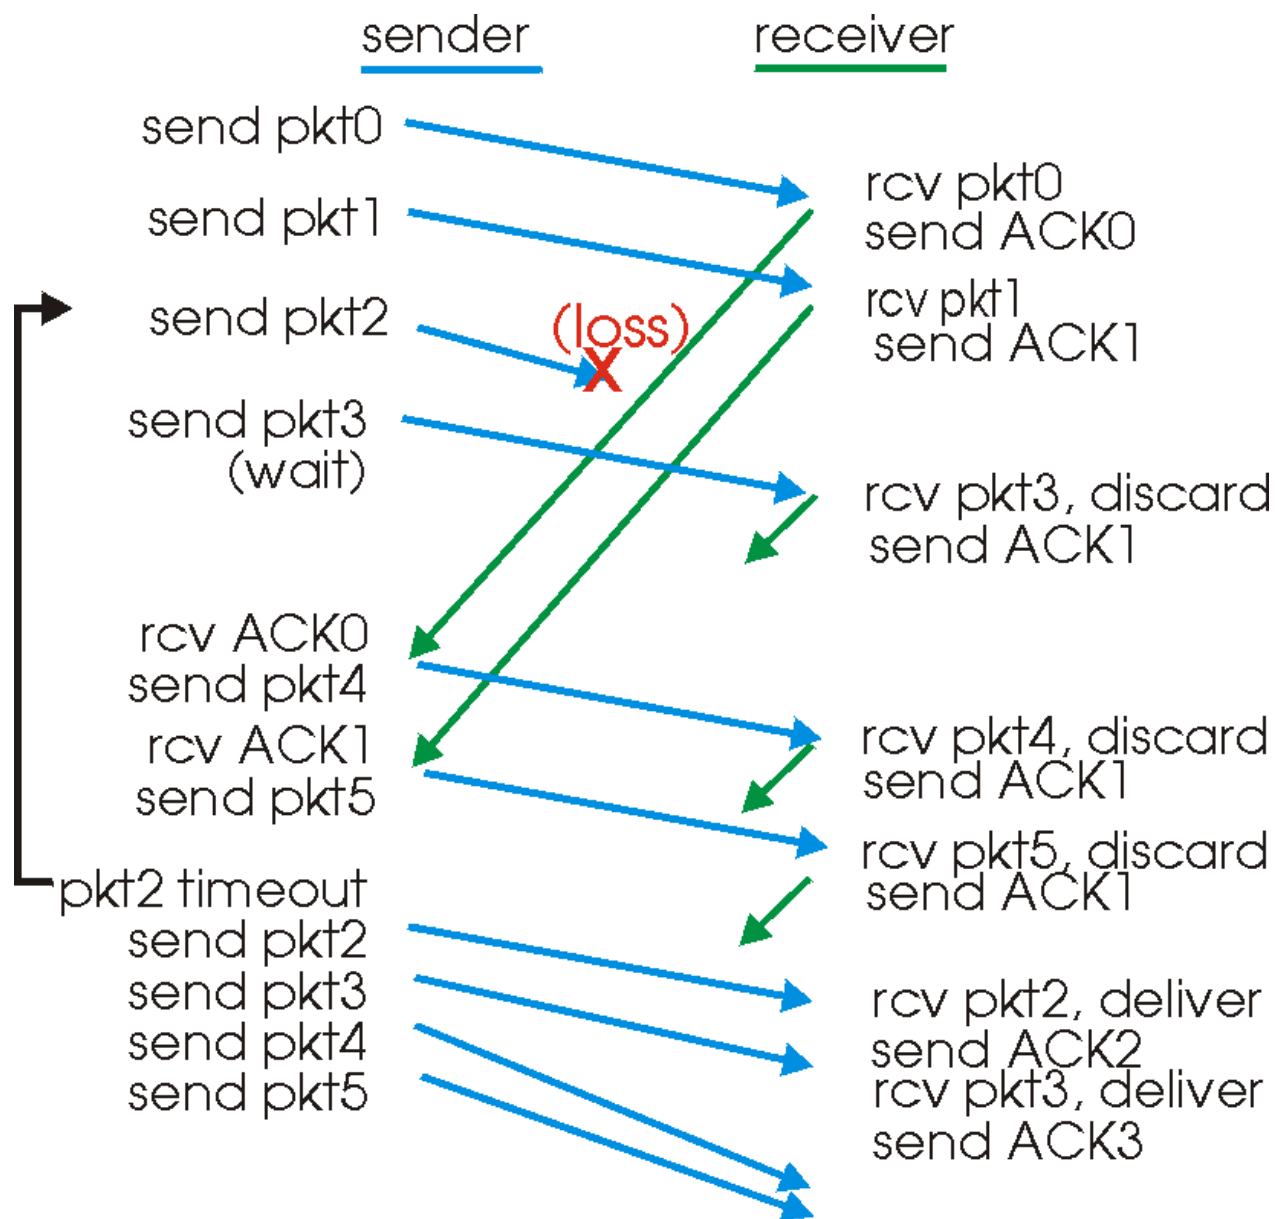 sender
receiver
send pkt0
rcv pkt0
send ACK0
send pkt1
rcv pkt1
send ACK1
send pkt2
(loss)
X
send pkt3
(wait)
rcv pkt3, discard
send ACK1
rcv ACK0
send pkt4
rcv ACK1
send pkt5
rcv pkt4, discard
send ACK1
rcv pkt5, discard
send ACK1
pkt2 timeout
send pkt2
send pkt3
send pkt4
send pkt5
rcv pkt2, deliver
send ACK2
rcv pkt3, deliver
send ACK3